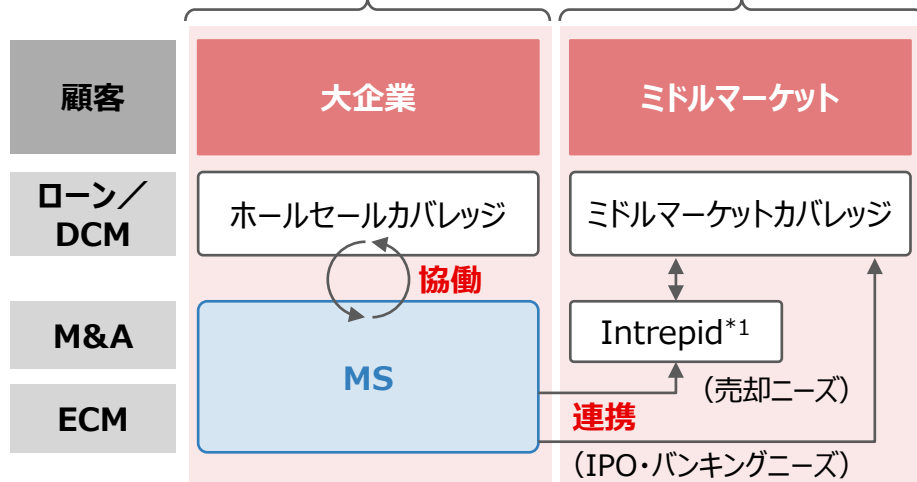 顧客
大企業
ミドルマーケット
ローン／
DCM
ホールセールカバレッジ
ミドルマーケットカバレッジ
協働
M&A
Intrepid*1
MS
（売却ニーズ）
ECM
連携
（IPO・バンキングニーズ）